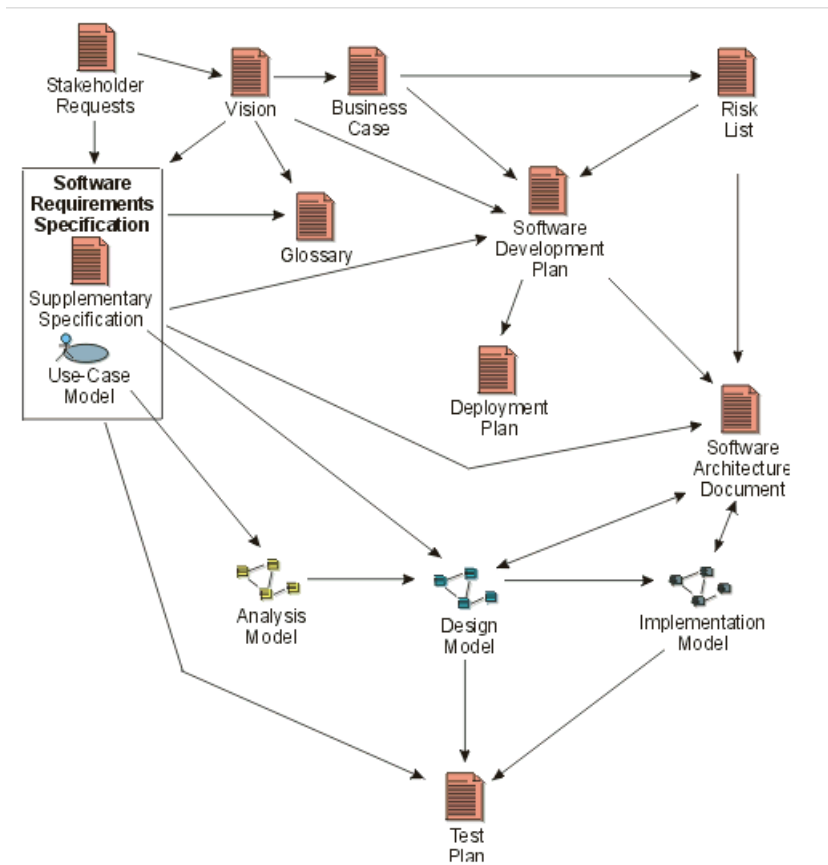 Stakeholder
Requests
Vision
Business
Case
Risk
List
Software
Requirements
Specification
Supplementary
Specification
Use-Case
Model
Glossary
Software
Development
Plan
Deployment
Plan
Software
Architecture
Document
Analysis
Model
Design
Model
Implementation
Model
Test
Plan